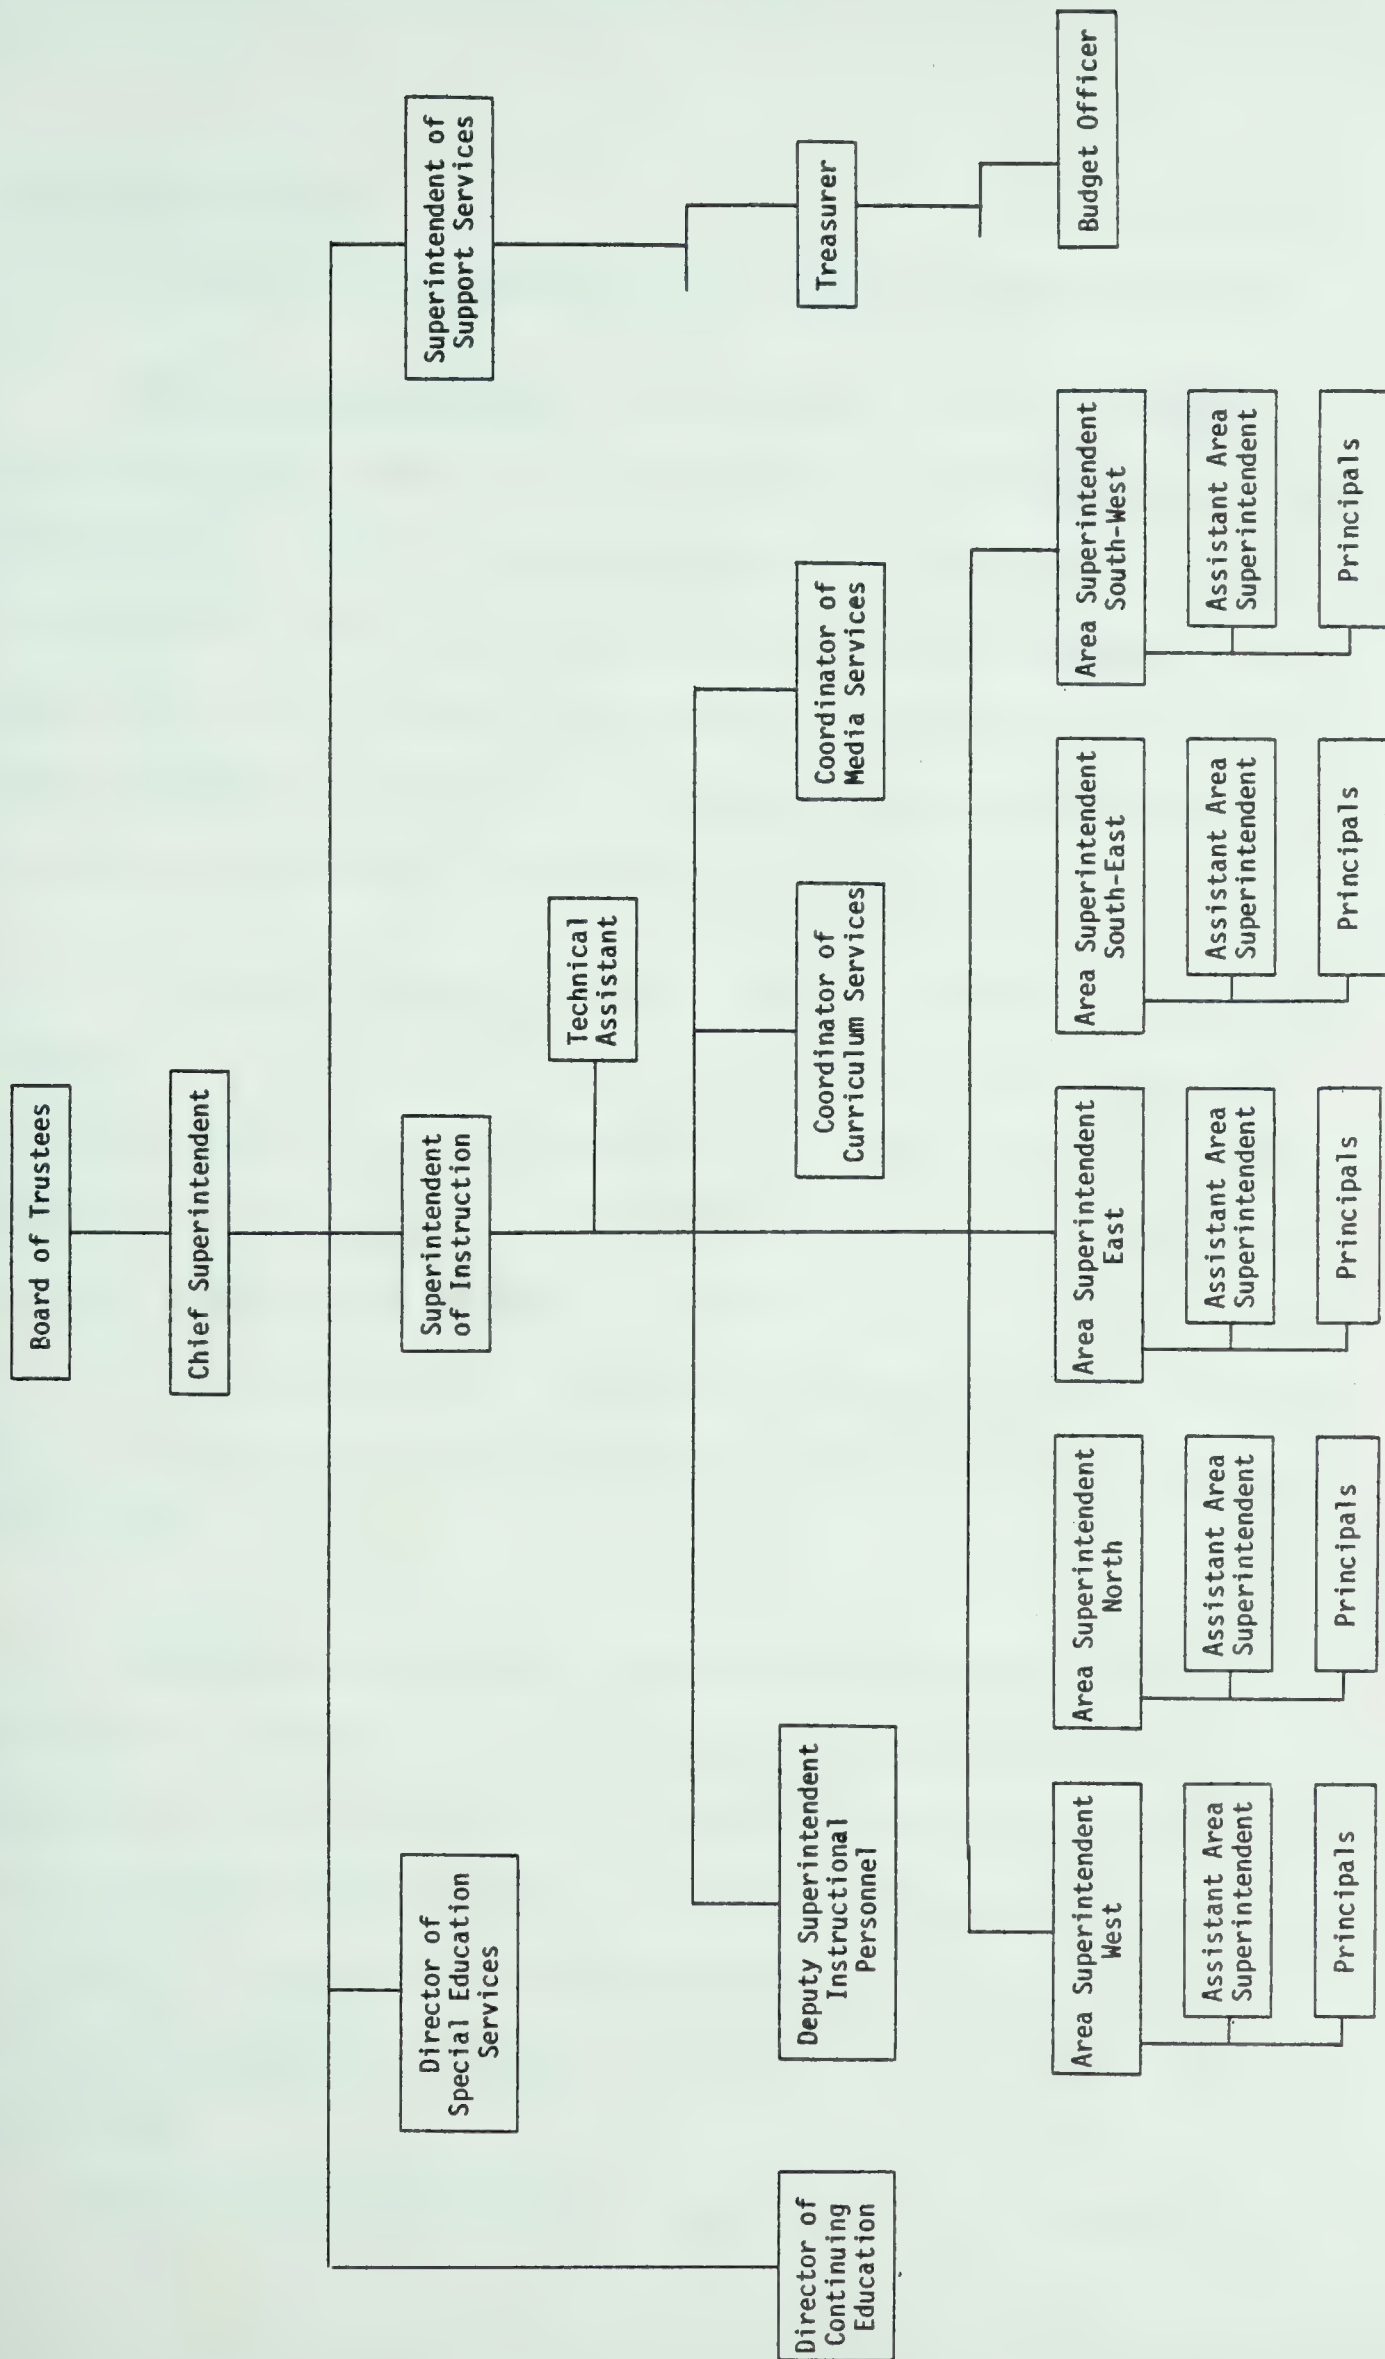 Board of Trustees
Chief Superintendent
Director of
Continuing
Education
Director of
Special Education
Services
Superintendent
of Instruction
Superintendent of
Support Services
Technical
Assistant
Deputy Superintendent
Instructional
Personnel
Coordinator of
Curriculum Services
Coordinator of
Media Services
Treasurer
Area Superintendent
West
Area Superintendent
North
Area Superintendent
East
Area Superintendent
South-East
Area Superintendent
South-West
Budget Officer
Assistant Area
Superintendent
Assistant Area
Superintendent
Assistant Area
Superintendent
Assistant Area
Superintendent
Assistant Area
Superintendent
Principals
Principals
Principals
Principals
Principals